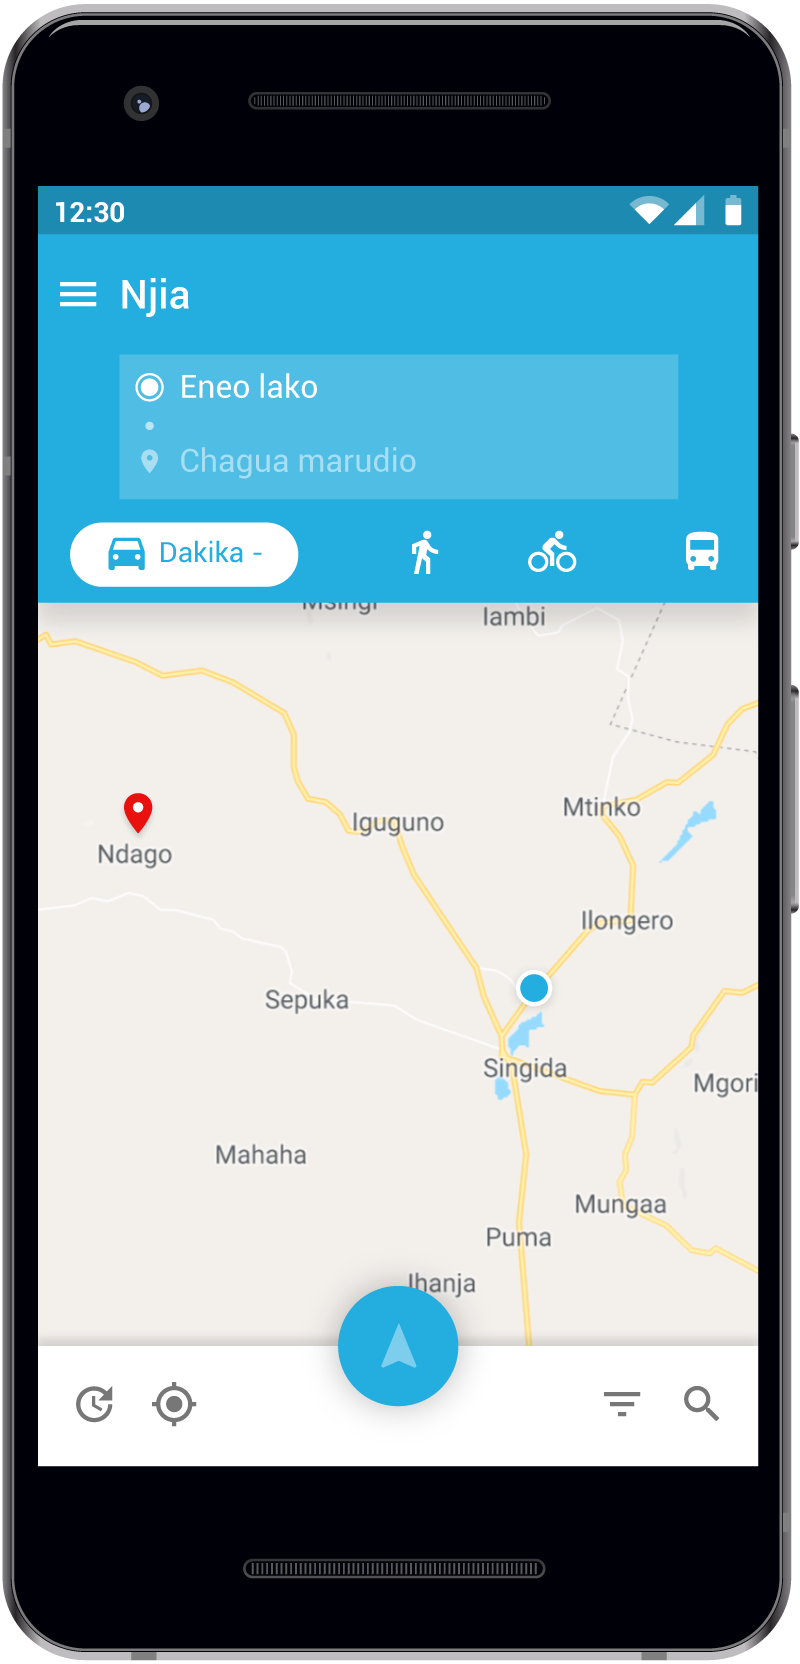 12:30
Njia
Eneo lako
Chagua marudio
Dakika -
Msingi
Iambi
Mtinko
Iguguno
Ndago
Ilongero
Sepuka
Singida
Mgori
Mahaha
Mungaa
Puma
Ihanja